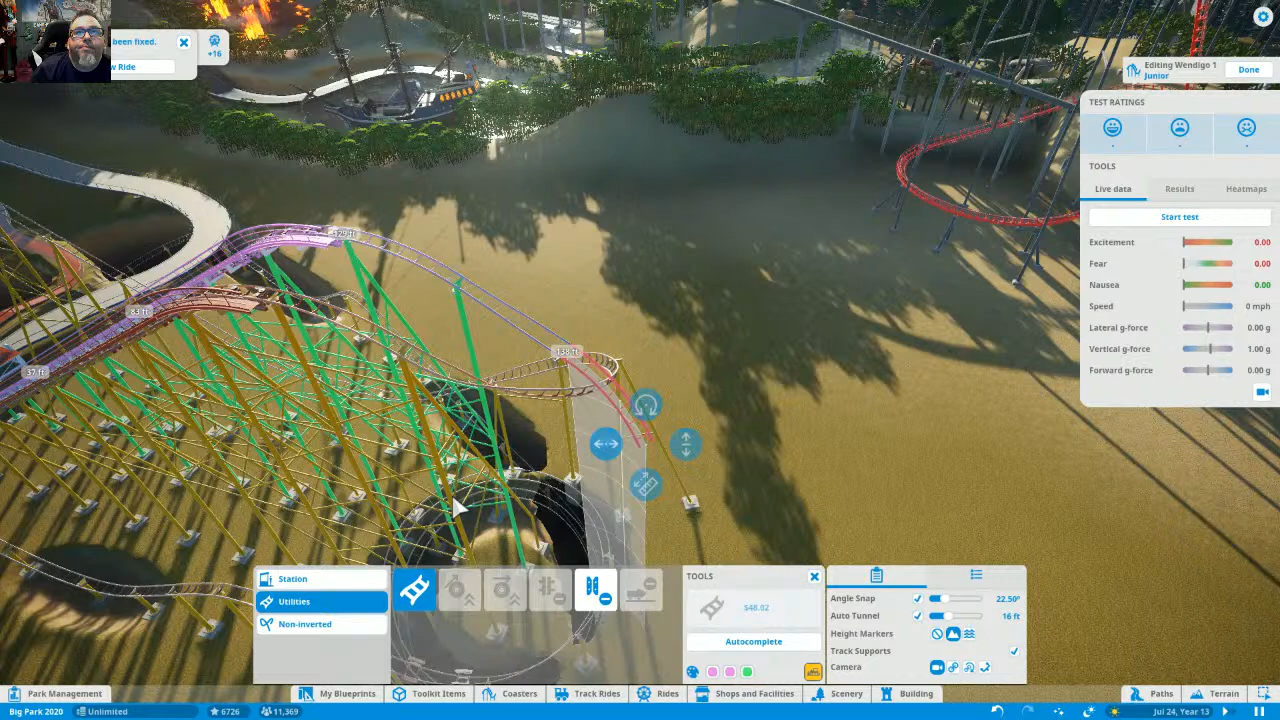 been fixed.
w Ride
+16
Editing Wendigo 1
Junior
Done
TEST RATINGS
TOOLS
Live data
Results
Heatmaps
Start test
Excitement 0.00
Fear 0.00
Nausea 0.00
Speed 0 mph
Lateral g-force 0.00 g
Vertical g-force 1.00 g
Forward g-force 0.00 g
83 ft
37 ft
138 ft
Station
Utilities
Non-inverted
TOOLS
$48.02
Autocomplete
Angle Snap 22.50°
Auto Tunnel 16 ft
Height Markers
Track Supports
Camera
Park Management
My Blueprints
Toolkit Items
Coasters
Track Rides
Rides
Shops and Facilities
Scenery
Building
Paths
Terrain
Big Park 2020
Unlimited
6726
11,369
Jul 24, Year 13